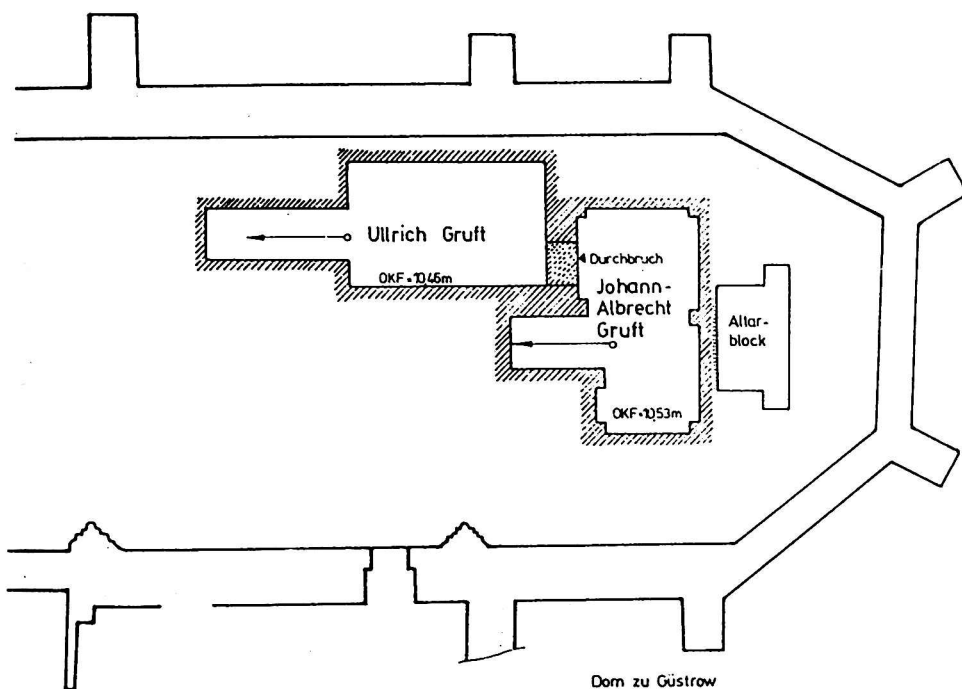 Ullrich Gruft
OKF=10,46m
Durchbruch
Johann-
Albrecht
Gruft
OKF=10,53m
Altar-
block
Dom zu Güstrow